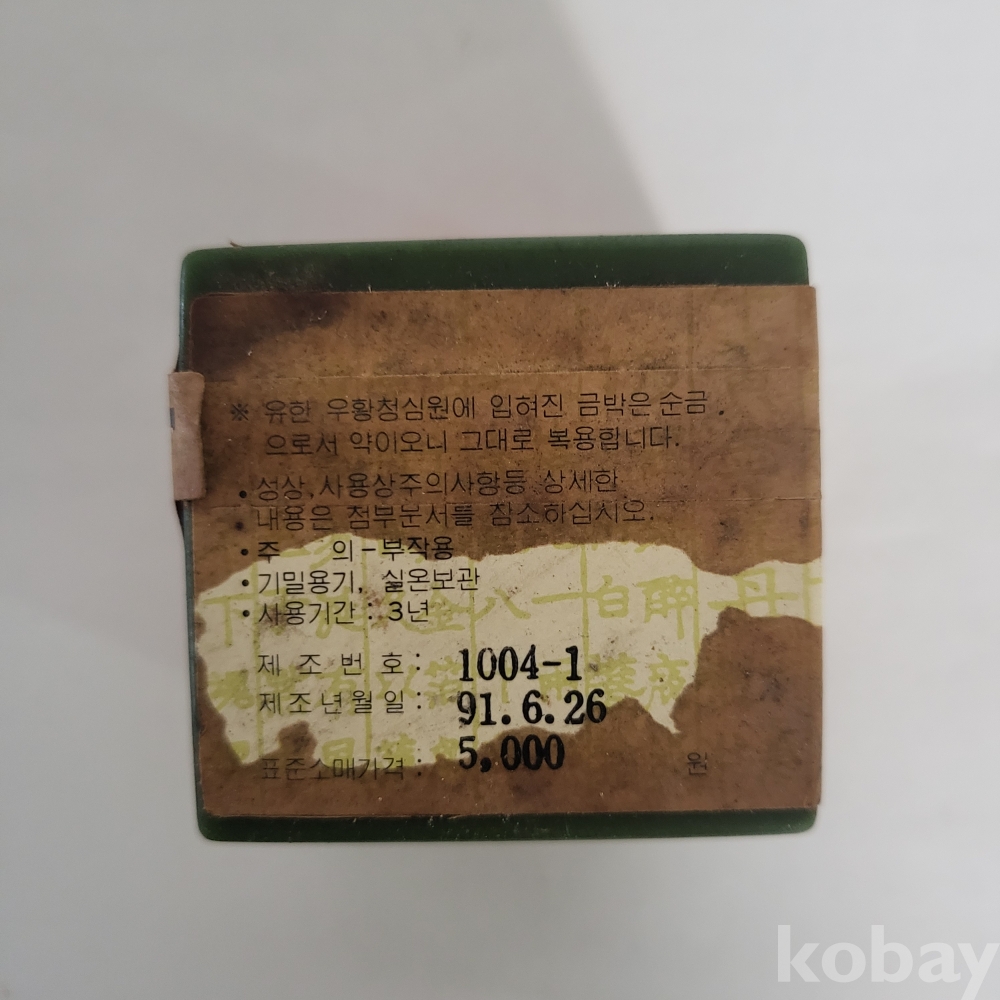 ※ 유한 우황청심원에 입혀진 금박은 순금
으로서 약이오니 그대로 복용합니다.
• 성상, 사용상주의사항등 상세한
내용은 첨부문서를 참조하십시오.
• 주 의 - 부작용
• 기밀용기, 실온보관
• 사용기간 : 3년
제 조 번 호 : 1004-1
제조년월일 : 91.6.26
표준소매가격 : 5,000 원
kobay